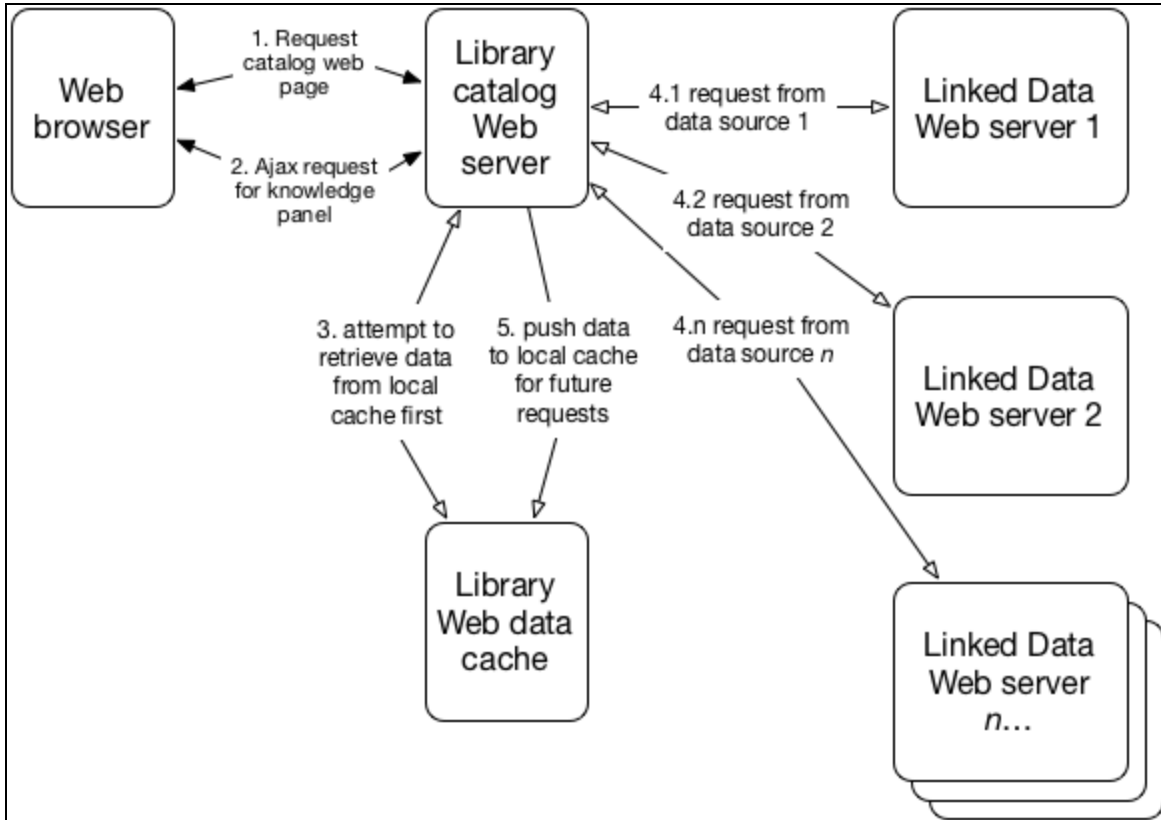 Web
browser
1. Request
catalog web
page
2. Ajax request
for knowledge
panel
Library
catalog
Web
server
4.1 request from
data source 1
Linked Data
Web server 1
4.2 request from
data source 2
Linked Data
Web server 2
4.n request from
data source n
Linked Data
Web server
n...
3. attempt to
retrieve data
from local
cache first
5. push data
to local cache
for future
requests
Library
Web data
cache